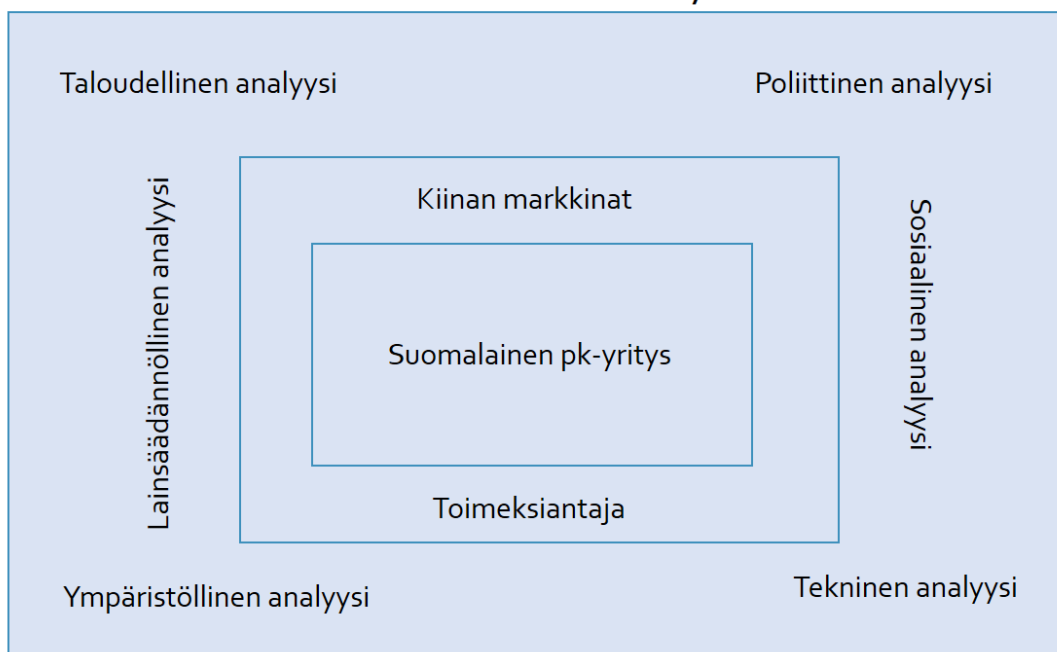 Taloudellinen analyysi
Poliittinen analyysi
Lainsäädännöllinen analyysi
Kiinan markkinat
Sosiaalinen analyysi
Suomalainen pk-yritys
Toimeksiantaja
Ympäristöllinen analyysi
Tekninen analyysi